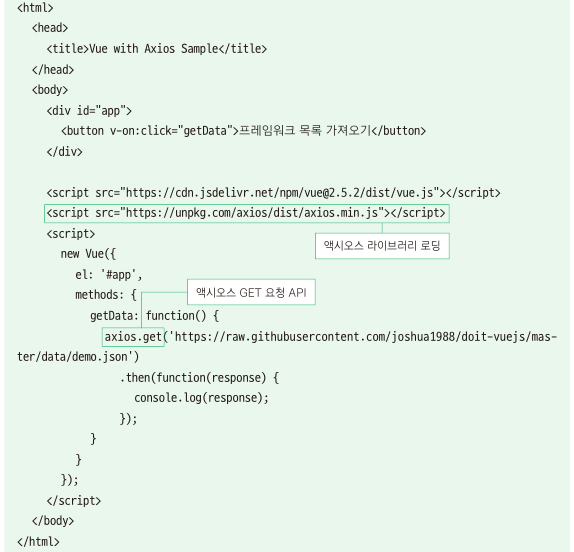 <html>
<head>
<title>Vue with Axios Sample</title>
</head>
<body>
<div id="app">
<button v-on:click="getData">프레임워크 목록 가져오기</button>
</div>
<script src="https://cdn.jsdelivr.net/npm/vue@2.5.2/dist/vue.js"></script>
<script src="https://unpkg.com/axios/dist/axios.min.js"></script>
액시오스 라이브러리 로딩
<script>
new Vue({
el: '#app',
methods: {
액시오스 GET 요청 API
getData: function() {
axios.get('https://raw.githubusercontent.com/joshua1988/doit-vuejs/mas-
ter/data/demo.json')
.then(function(response) {
console.log(response);
});
}
}
});
</script>
</body>
</html>